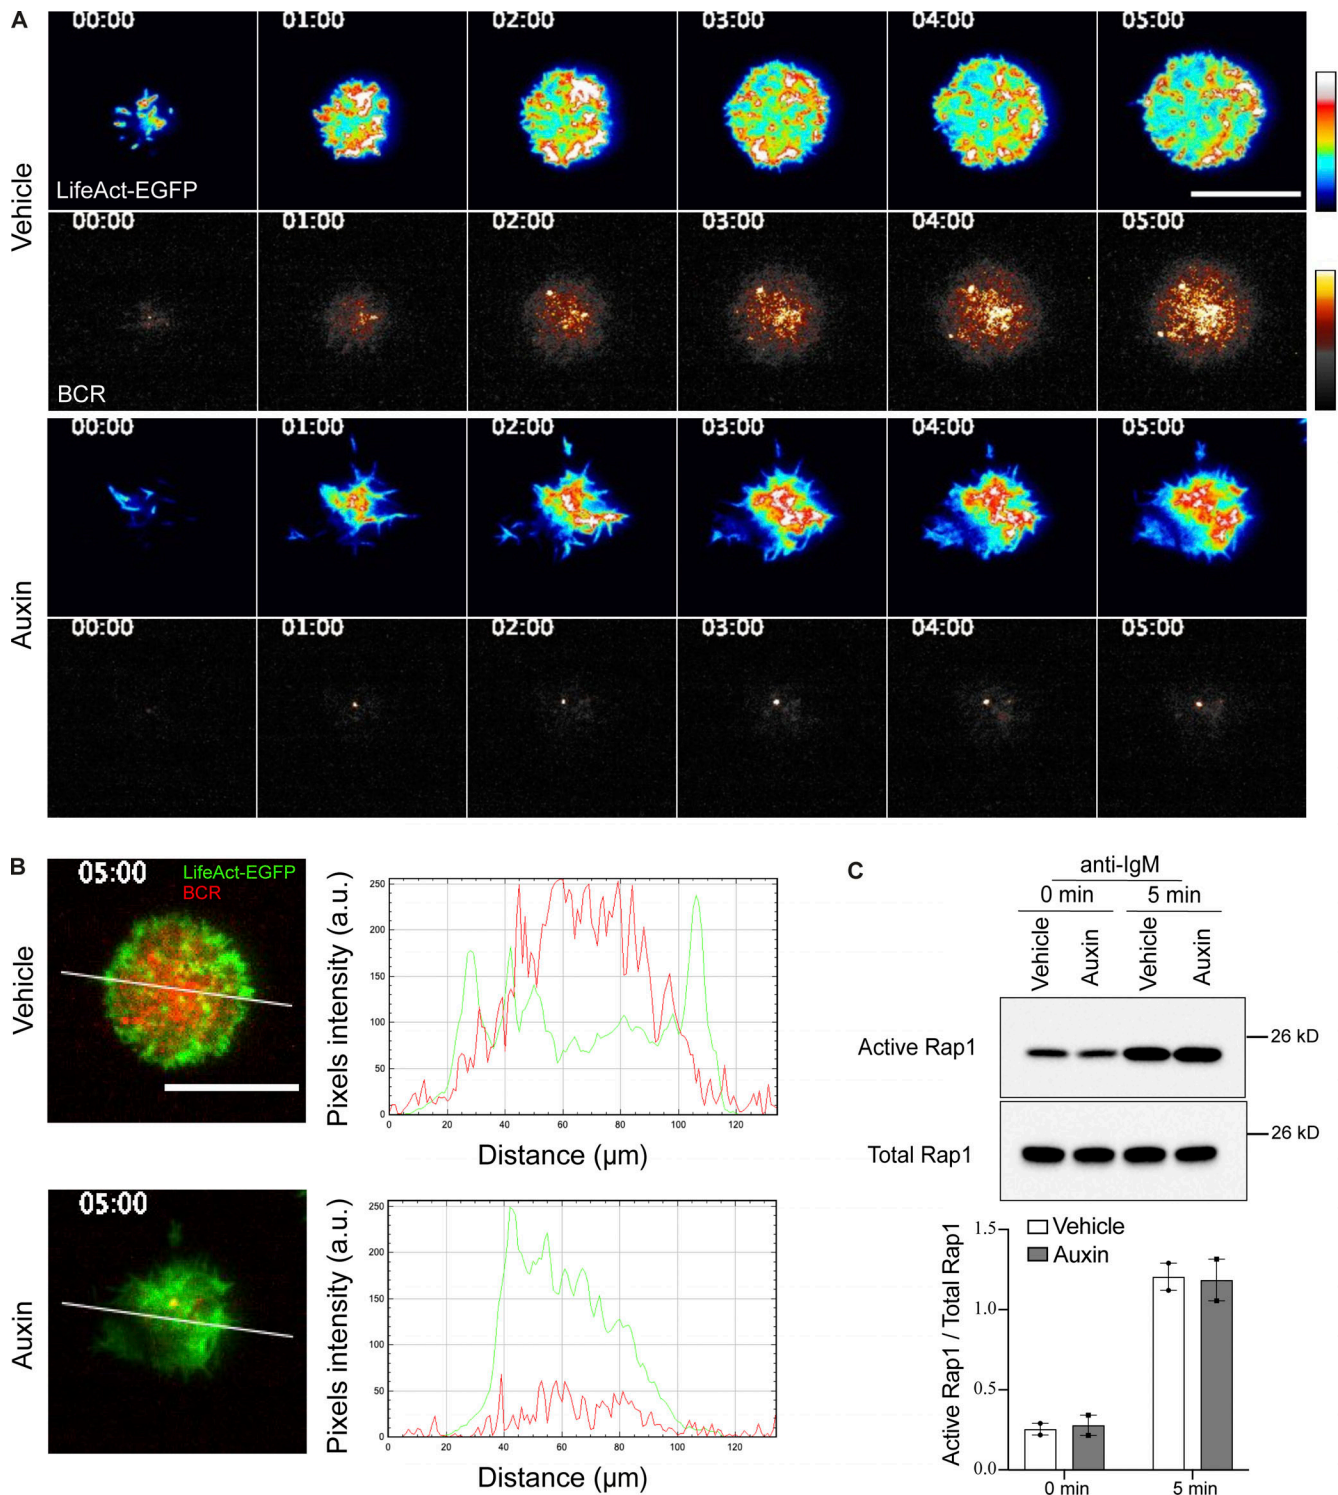 A
00:00 01:00 02:00 03:00 04:00 05:00
Vehicle
LifeAct-EGFP
00:00 01:00 02:00 03:00 04:00 05:00
BCR
00:00 01:00 02:00 03:00 04:00 05:00
Auxin
00:00 01:00 02:00 03:00 04:00 05:00
B
05:00
LifeAct-EGFP
BCR
Vehicle
Pixels intensity (a.u.)
250
200
150
100
50
0
0 20 40 60 80 100 120
Distance (µm)
05:00
Auxin
Pixels intensity (a.u.)
250
200
150
100
50
0
0 20 40 60 80 100 120
Distance (µm)
C
anti-IgM
0 min 5 min
Vehicle Auxin Vehicle Auxin
Active Rap1
26 kD
Total Rap1
26 kD
Active Rap1 / Total Rap1
1.5
1.0
0.5
0.0
Vehicle
Auxin
0 min 5 min